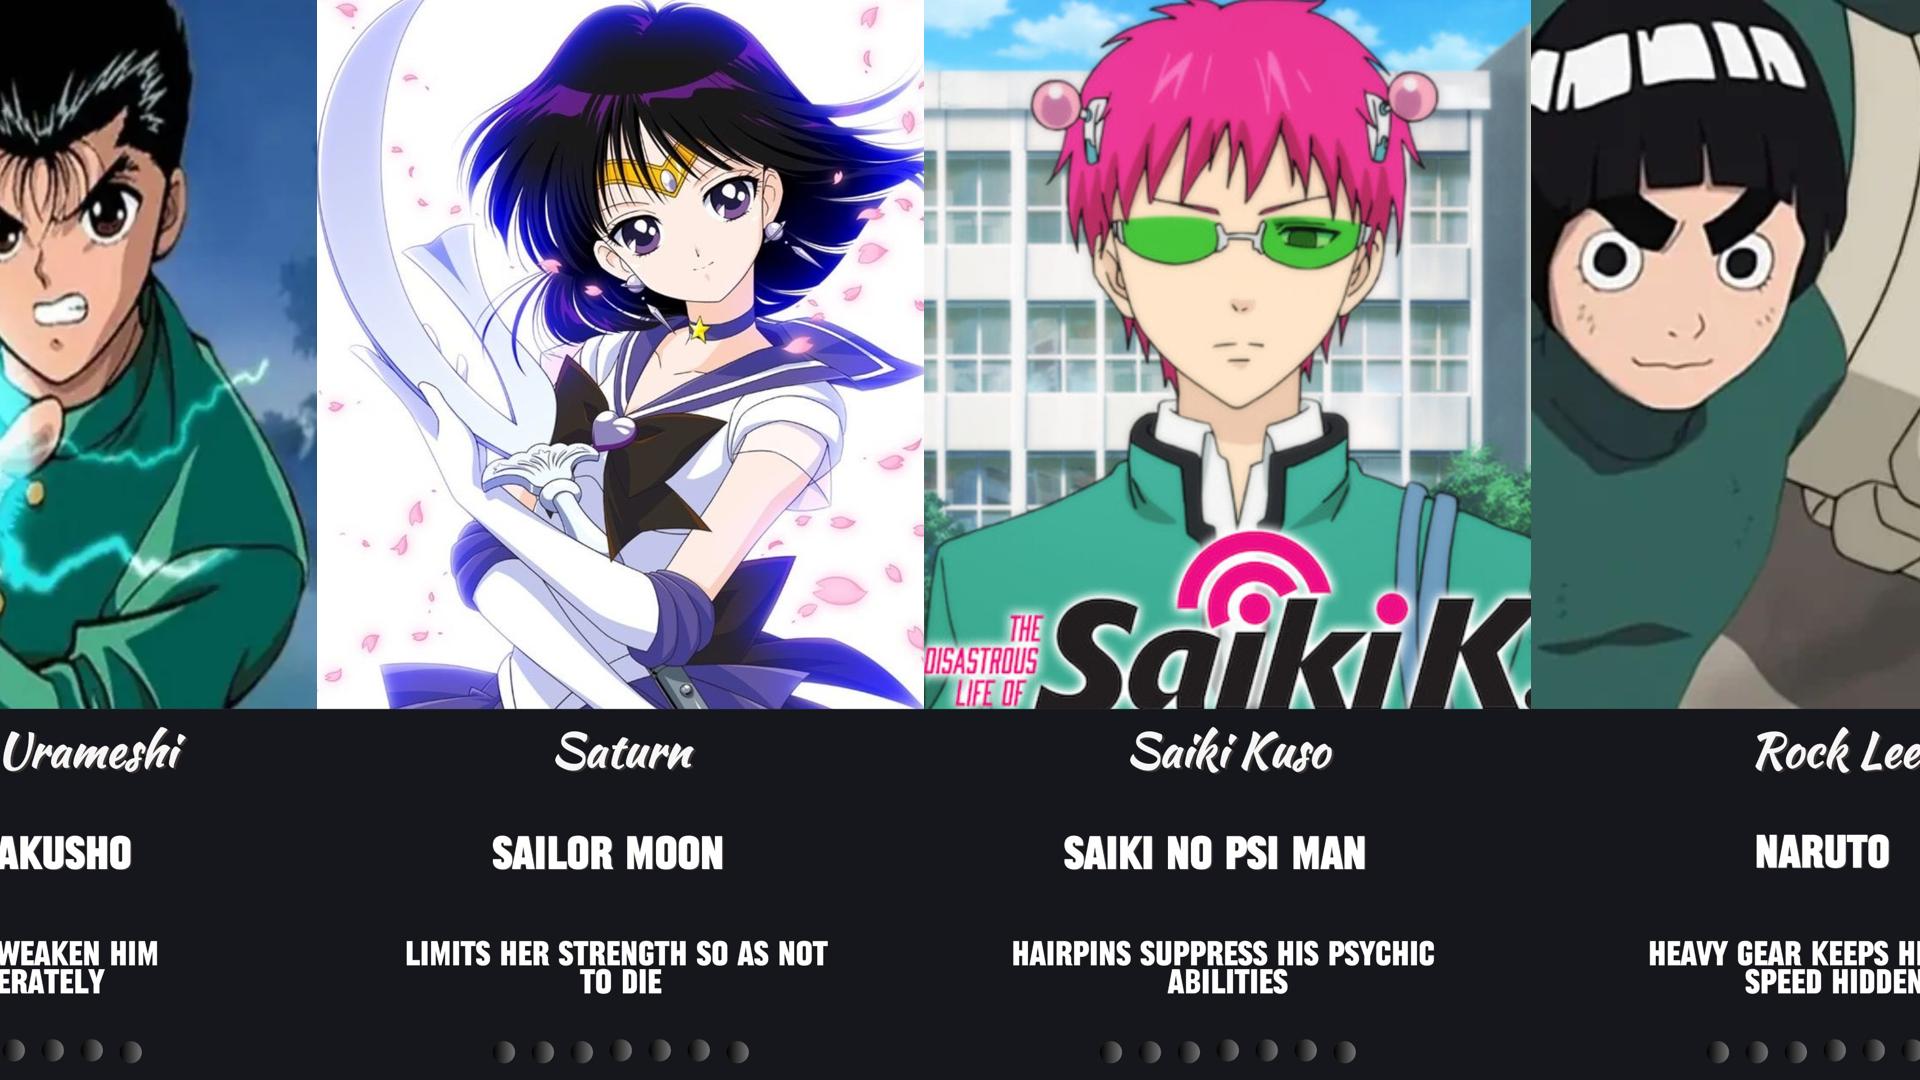 Urameshi
AKUSHO
WEAKEN HIM
ERATELY
Saturn
SAILOR MOON
LIMITS HER STRENGTH SO AS NOT
TO DIE
THE
DISASTROUS
LIFE OF
Saiki K.
Saiki Kuso
SAIKI NO PSI MAN
HAIRPINS SUPPRESS HIS PSYCHIC
ABILITIES
Rock Lee
NARUTO
HEAVY GEAR KEEPS HI
SPEED HIDDEN